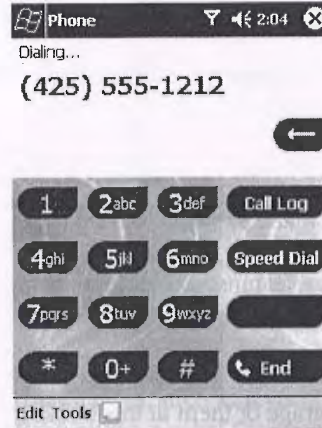 Phone 2:04
Dialing...
(425) 555-1212
1 2abc 3def Call Log
4ghi 5jkl 6mno Speed Dial
7pqrs 8tuv 9wxyz
* 0+ # End
Edit Tools